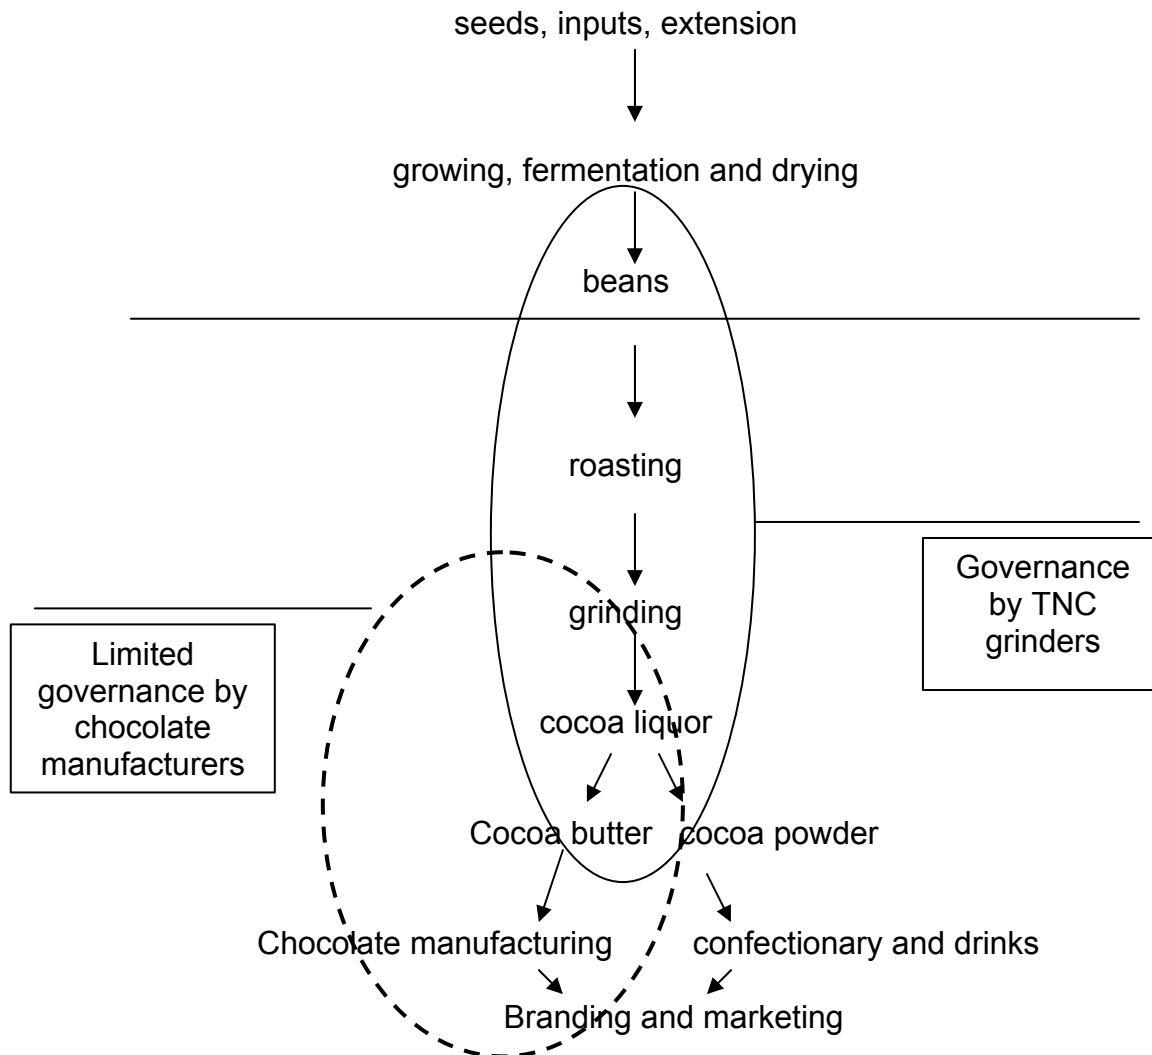 seeds, inputs, extension
growing, fermentation and drying
beans
roasting
grinding
Governance
by TNC
grinders
Limited
governance by
chocolate
manufacturers
cocoa liquor
Cocoa butter
cocoa powder
Chocolate manufacturing
confectionary and drinks
Branding and marketing